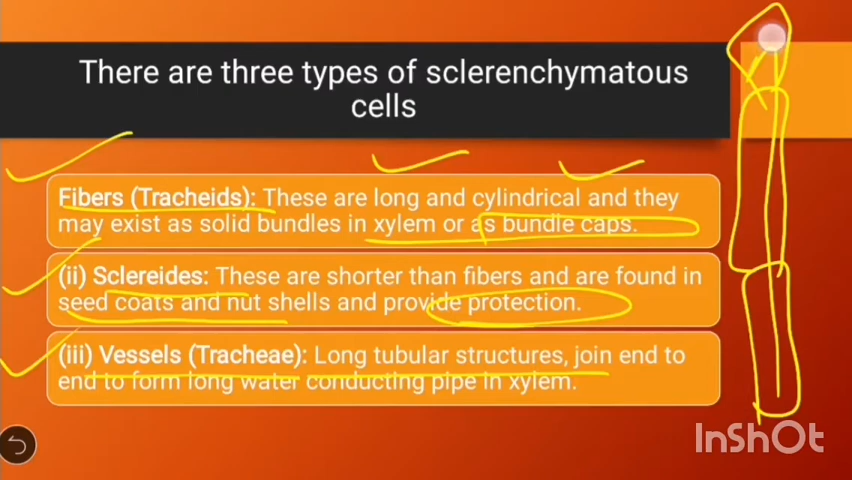 There are three types of sclerenchymatous
cells
Fibers (Tracheids): These are long and cylindrical and they
may exist as solid bundles in xylem or as bundle caps.
(ii) Sclereides: These are shorter than fibers and are found in
seed coats and nut shells and provide protection.
(iii) Vessels (Tracheae): Long tubular structures, join end to
end to form long water conducting pipe in xylem.
InShOt